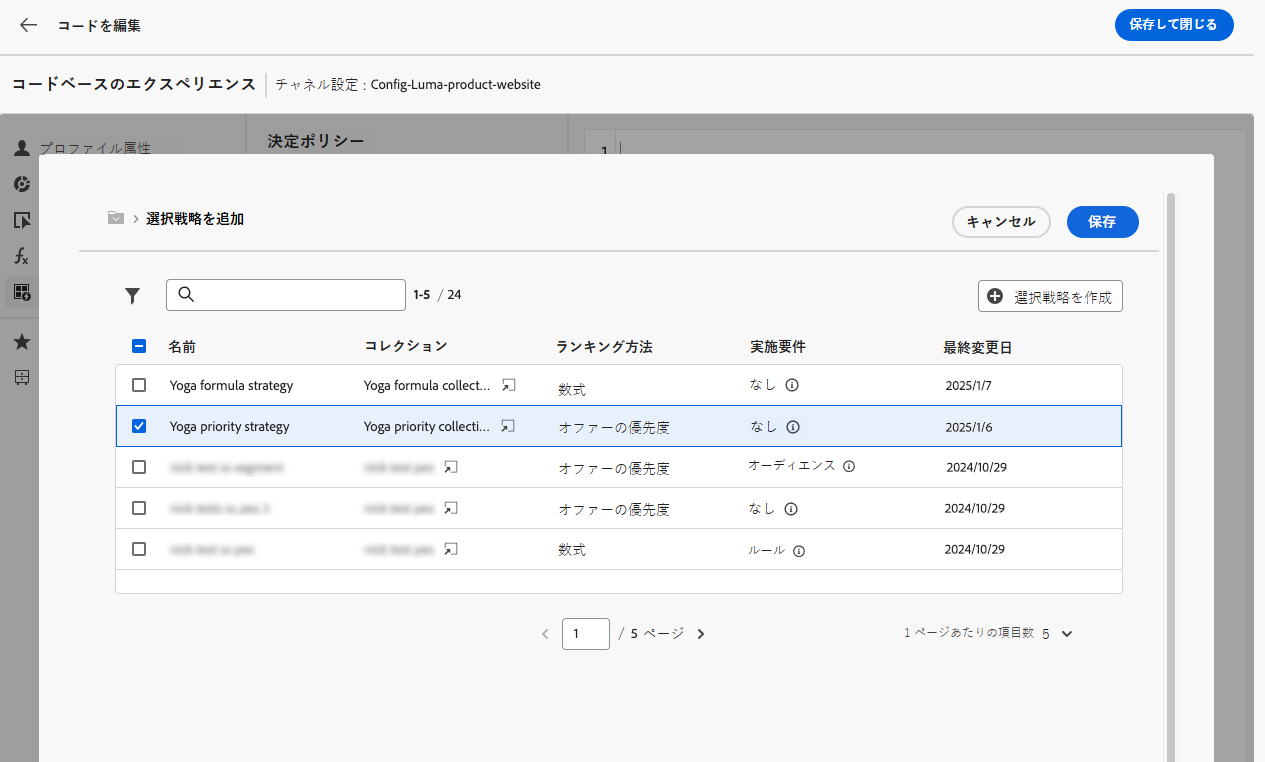 コードを編集
保存して閉じる
コードベースのエクスペリエンス チャネル設定 : Config-Luma-product-website
プロファイル属性
決定ポリシー
1
選択戦略を追加
キャンセル
保存
1-5 / 24
選択戦略を作成
名前 コレクション ランキング方法 実施要件 最終変更日
Yoga formula strategy Yoga formula collect... 数式 なし 2025/1/7
Yoga priority strategy Yoga priority collecti... オファーの優先度 なし 2025/1/6
オファーの優先度 オーディエンス 2024/10/29
オファーの優先度 なし 2024/10/29
数式 ルール 2024/10/29
1 / 5 ページ
1 ページあたりの項目数 5